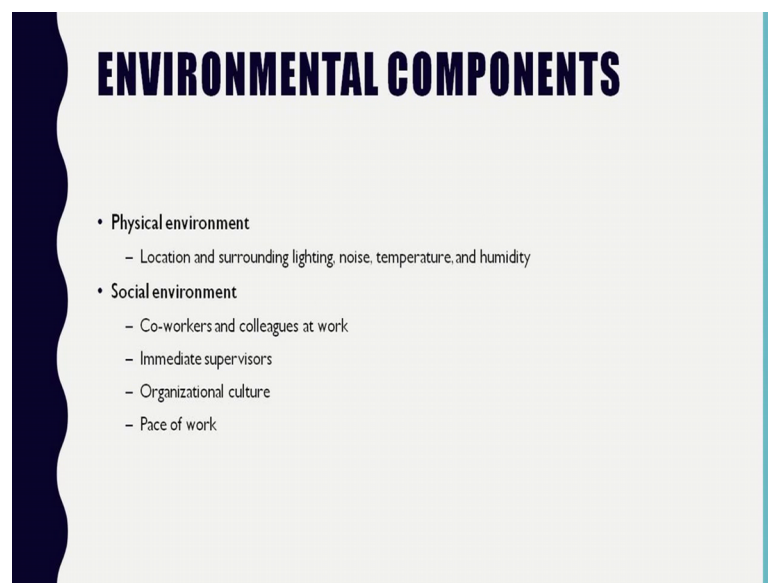 ENVIRONMENTAL COMPONENTS
• Physical environment
– Location and surrounding lighting, noise, temperature, and humidity
• Social environment
– Co-workers and colleagues at work
– Immediate supervisors
– Organizational culture
– Pace of work